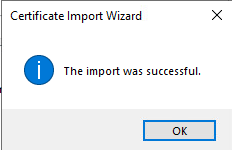 Certificate Import Wizard
The import was successful.
OK